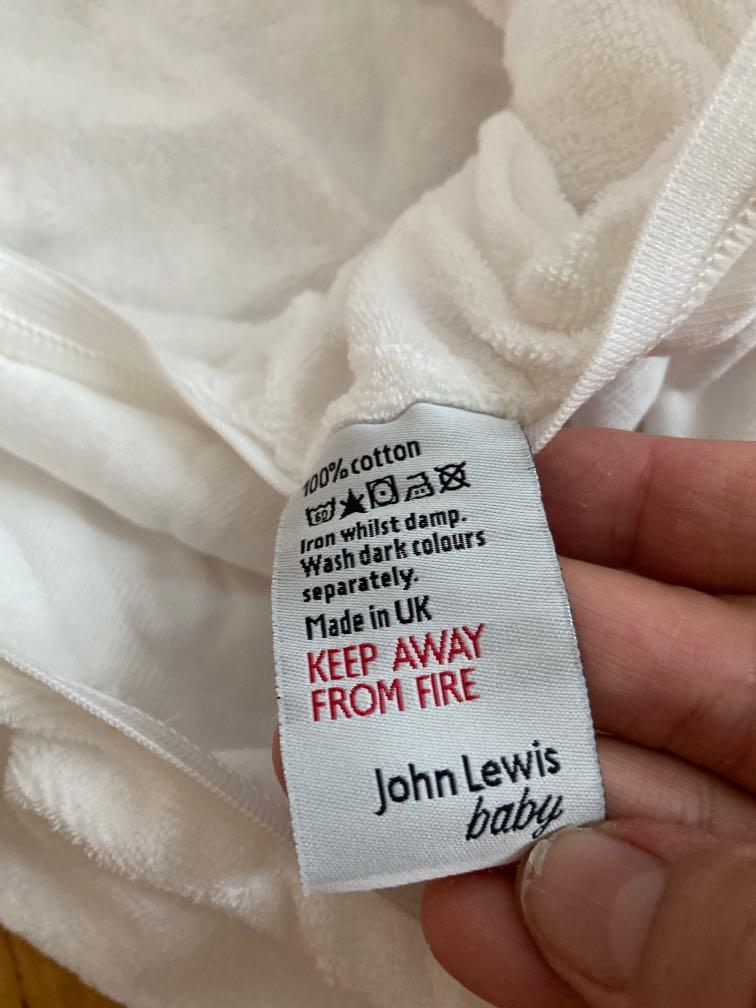 100% cotton
60
Iron whilst damp.
Wash dark colours
separately.
Made in UK
KEEP AWAY
FROM FIRE
John Lewis
baby